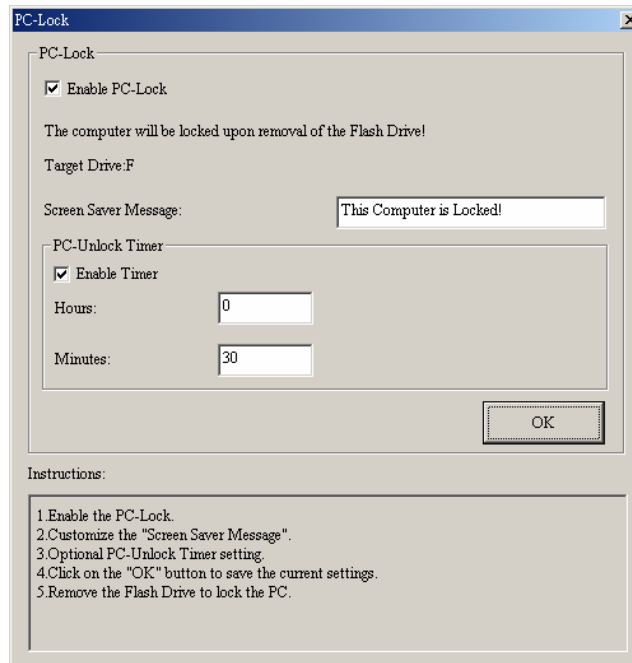 PC-Lock
PC-Lock
Enable PC-Lock
The computer will be locked upon removal of the Flash Drive!
Target Drive:F
Screen Saver Message: This Computer is Locked!
PC-Unlock Timer
Enable Timer
Hours: 0
Minutes: 30
OK
Instructions:
1.Enable the PC-Lock.
2.Customize the "Screen Saver Message".
3.Optional PC-Unlock Timer setting.
4.Click on the "OK" button to save the current settings.
5.Remove the Flash Drive to lock the PC.